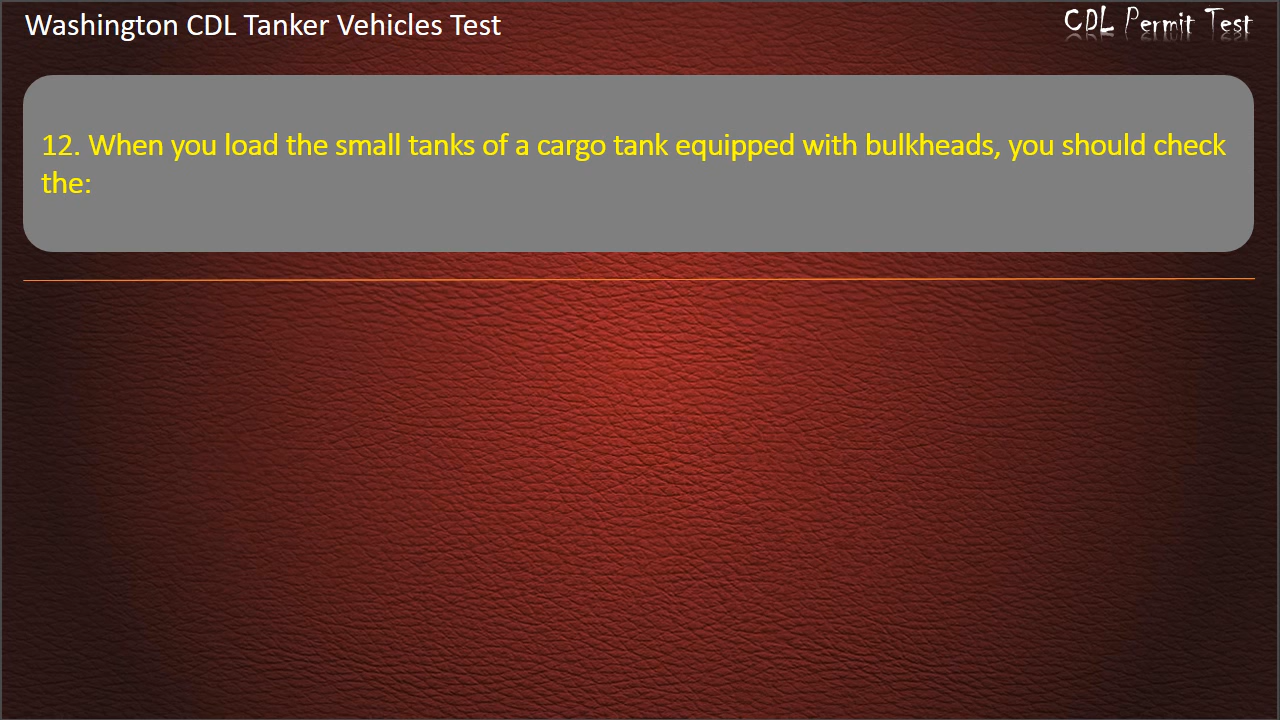 Washington CDL Tanker Vehicles Test
CDL Permit Test
12. When you load the small tanks of a cargo tank equipped with bulkheads, you should check
the: